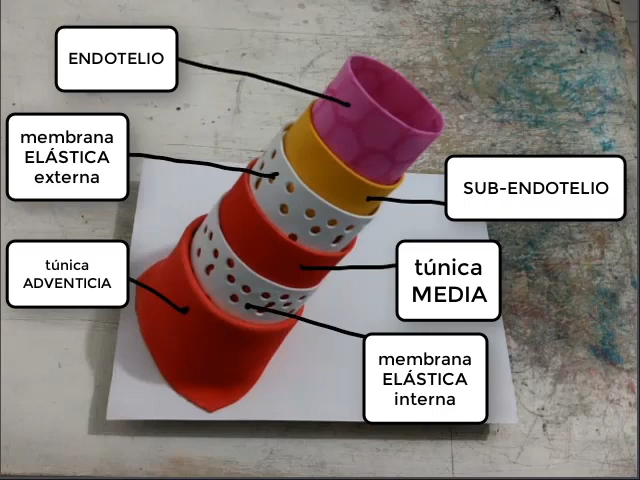 ENDOTELIO
membrana
ELÁSTICA
externa
SUB-ENDOTELIO
túnica
ADVENTICIA
túnica
MEDIA
membrana
ELÁSTICA
interna